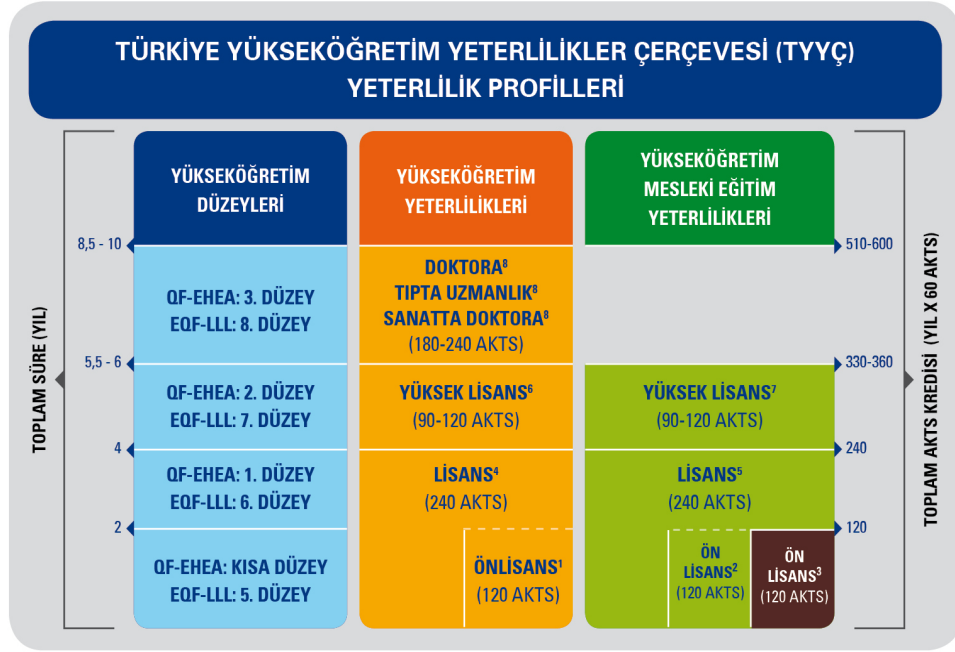 TÜRKİYE YÜKSEKÖĞRETİM YETERLİLİKLER ÇERÇEVESİ (TYYÇ)
YETERLİLİK PROFİLLERİ
TOPLAM SÜRE (YIL)
8,5 - 10
5,5 - 6
4
2
YÜKSEKÖĞRETİM
DÜZEYLERİ
QF-EHEA: 3. DÜZEY
EQF-LLL: 8. DÜZEY
QF-EHEA: 2. DÜZEY
EQF-LLL: 7. DÜZEY
QF-EHEA: 1. DÜZEY
EQF-LLL: 6. DÜZEY
QF-EHEA: KISA DÜZEY
EQF-LLL: 5. DÜZEY
YÜKSEKÖĞRETİM
YETERLİLİKLERİ
DOKTORA⁸
TIPTA UZMANLIK⁸
SANATTA DOKTORA⁸
(180-240 AKTS)
YÜKSEK LİSANS⁶
(90-120 AKTS)
LİSANS⁴
(240 AKTS)
ÖNLİSANS¹
(120 AKTS)
YÜKSEKÖĞRETİM
MESLEKİ EĞİTİM
YETERLİLİKLERİ
YÜKSEK LİSANS⁷
(90-120 AKTS)
LİSANS⁵
(240 AKTS)
ÖN
LİSANS²
(120 AKTS)
ÖN
LİSANS³
(120 AKTS)
510-600
330-360
240
120
TOPLAM AKTS KREDİSİ (YIL X 60 AKTS)